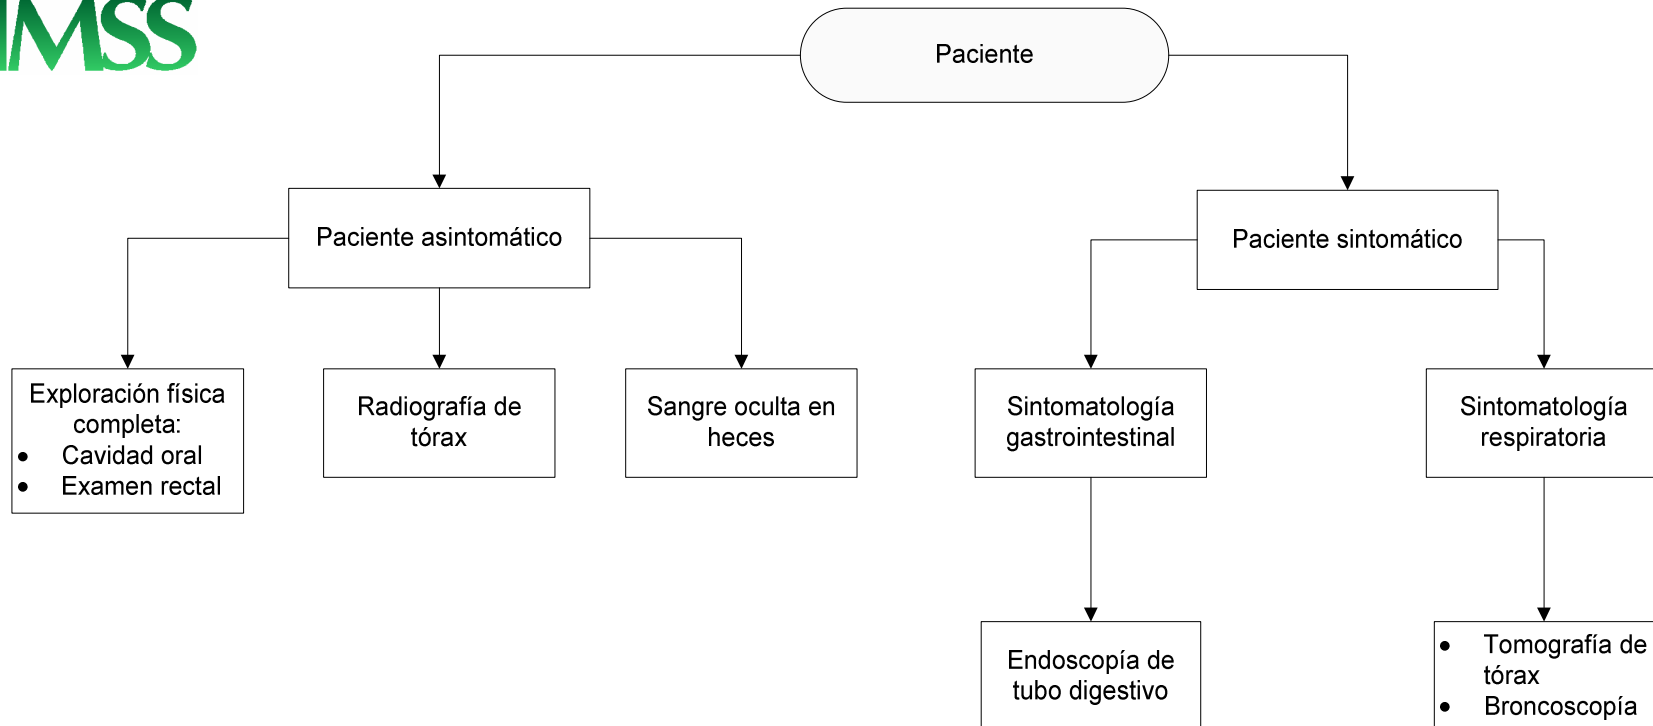 IMSS
Paciente
Paciente asintomático
Paciente sintomático
Exploración física
completa:
• Cavidad oral
• Examen rectal
Radiografía de
tórax
Sangre oculta en
heces
Sintomatología
gastrointestinal
Sintomatología
respiratoria
Endoscopía de
tubo digestivo
• Tomografía de
tórax
• Broncoscopía